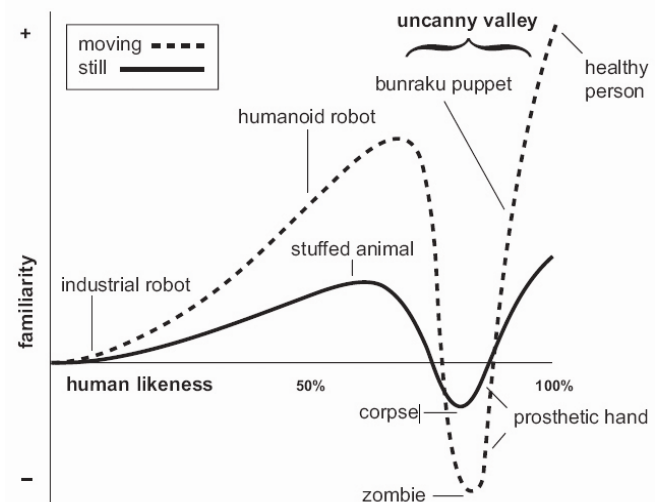 +
moving
still
uncanny valley
bunraku puppet
healthy
person
humanoid robot
stuffed animal
industrial robot
familiarity
human likeness
50%
100%
corpse
prosthetic hand
zombie
–